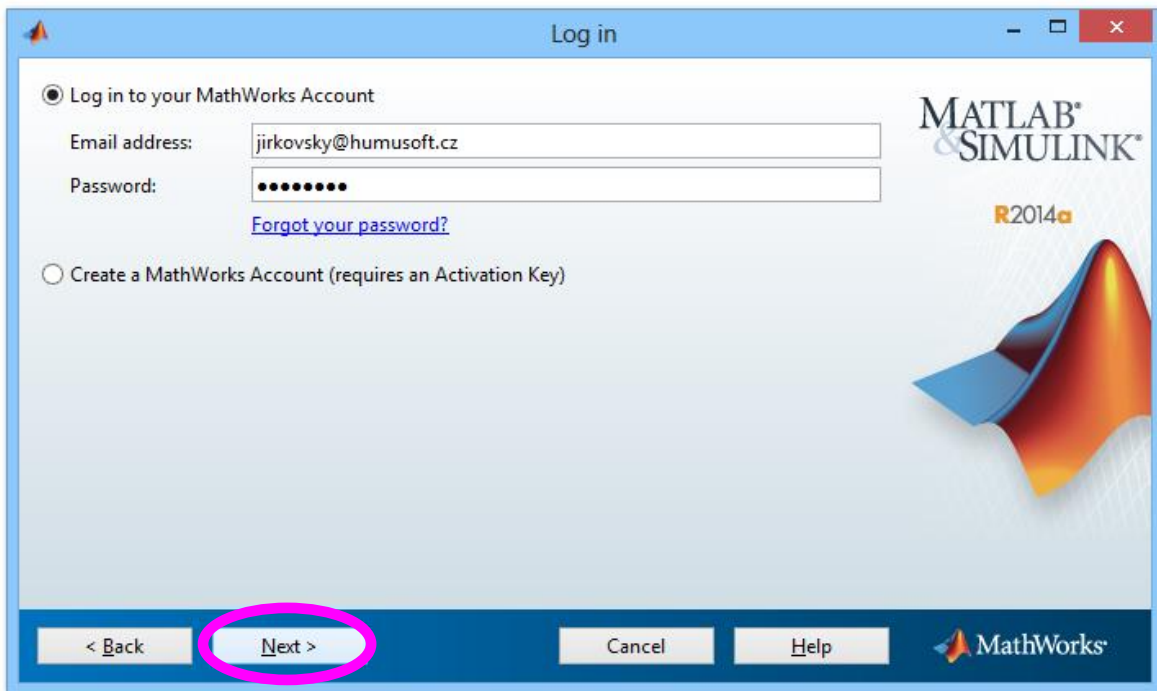 Log in
Log in to your MathWorks Account
Email address: jirkovsky@humusoft.cz
Password: ●●●●●●●●
Forgot your password?
Create a MathWorks Account (requires an Activation Key)
MATLAB®
&SIMULINK®
R2014a
< Back Next > Cancel Help MathWorks®